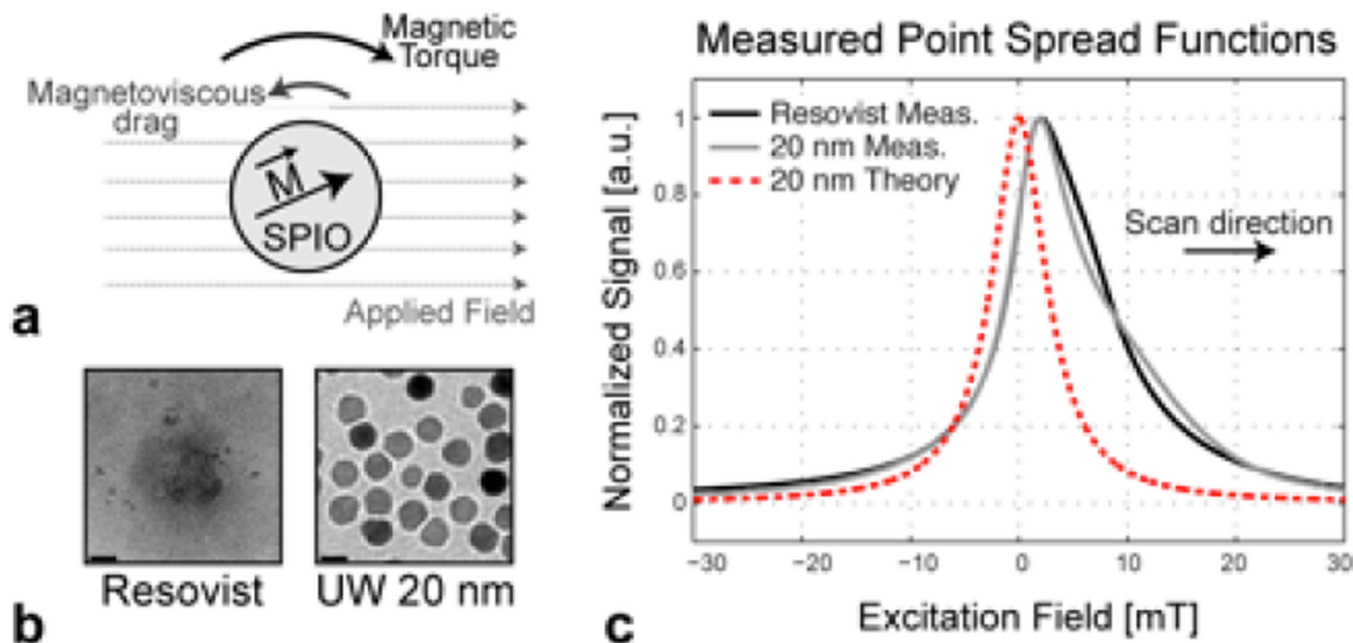 Magnetic
Torque
Magnetoviscous
drag
M
SPIO
Applied Field
a
Resovist
UW 20 nm
b
Measured Point Spread Functions
Resovist Meas.
20 nm Meas.
20 nm Theory
Scan direction
Normalized Signal [a.u.]
1
0.8
0.6
0.4
0.2
0
−30
−20
−10
0
10
20
30
Excitation Field [mT]
c